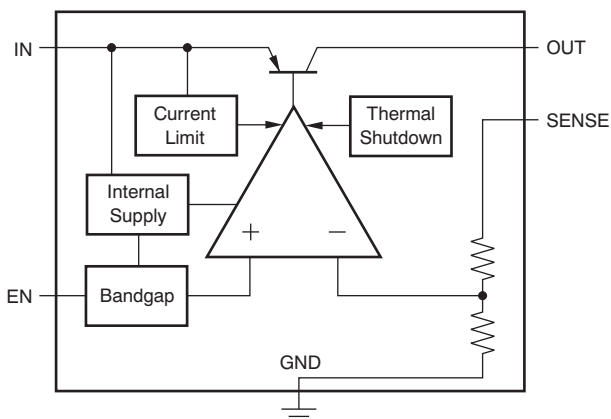 IN
OUT
Current
Limit
Thermal
Shutdown
SENSE
Internal
Supply
+
−
EN
Bandgap
GND